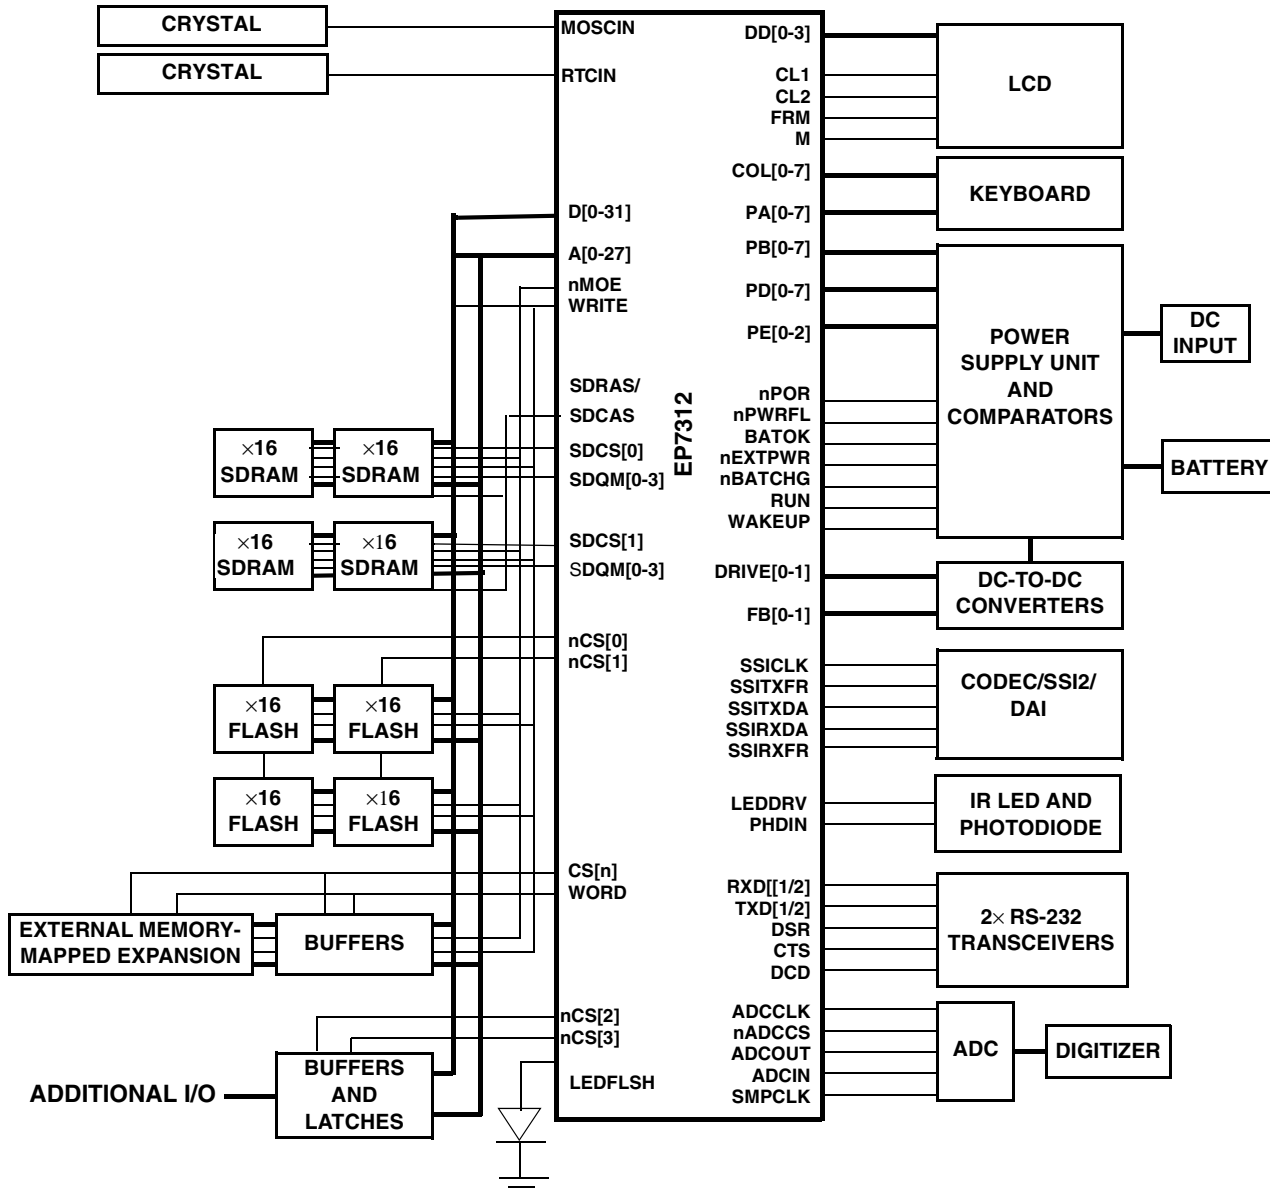 CRYSTAL
CRYSTAL
MOSCIN
RTCIN
D[0-31]
A[0-27]
nMOE
WRITE
SDRAS/
SDCAS
SDCS[0]
SDQM[0-3]
SDCS[1]
SDQM[0-3]
nCS[0]
nCS[1]
CS[n]
WORD
nCS[2]
nCS[3]
LEDFLSH
EP7312
×16
SDRAM
×16
SDRAM
×16
SDRAM
×16
SDRAM
×16
FLASH
×16
FLASH
×16
FLASH
×16
FLASH
EXTERNAL MEMORY-
MAPPED EXPANSION
BUFFERS
ADDITIONAL I/O
BUFFERS
AND
LATCHES
DD[0-3]
CL1
CL2
FRM
M
COL[0-7]
PA[0-7]
PB[0-7]
PD[0-7]
PE[0-2]
nPOR
nPWRFL
BATOK
nEXTPWR
nBATCHG
RUN
WAKEUP
DRIVE[0-1]
FB[0-1]
SSICLK
SSITXFR
SSITXDA
SSIRXDA
SSIRXFR
LEDDRV
PHDIN
RXD[[1/2]
TXD[1/2]
DSR
CTS
DCD
ADCCLK
nADCCS
ADCOUT
ADCIN
SMPCLK
LCD
KEYBOARD
POWER
SUPPLY UNIT
AND
COMPARATORS
DC
INPUT
BATTERY
DC-TO-DC
CONVERTERS
CODEC/SSI2/
DAI
IR LED AND
PHOTODIODE
2× RS-232
TRANSCEIVERS
ADC
DIGITIZER